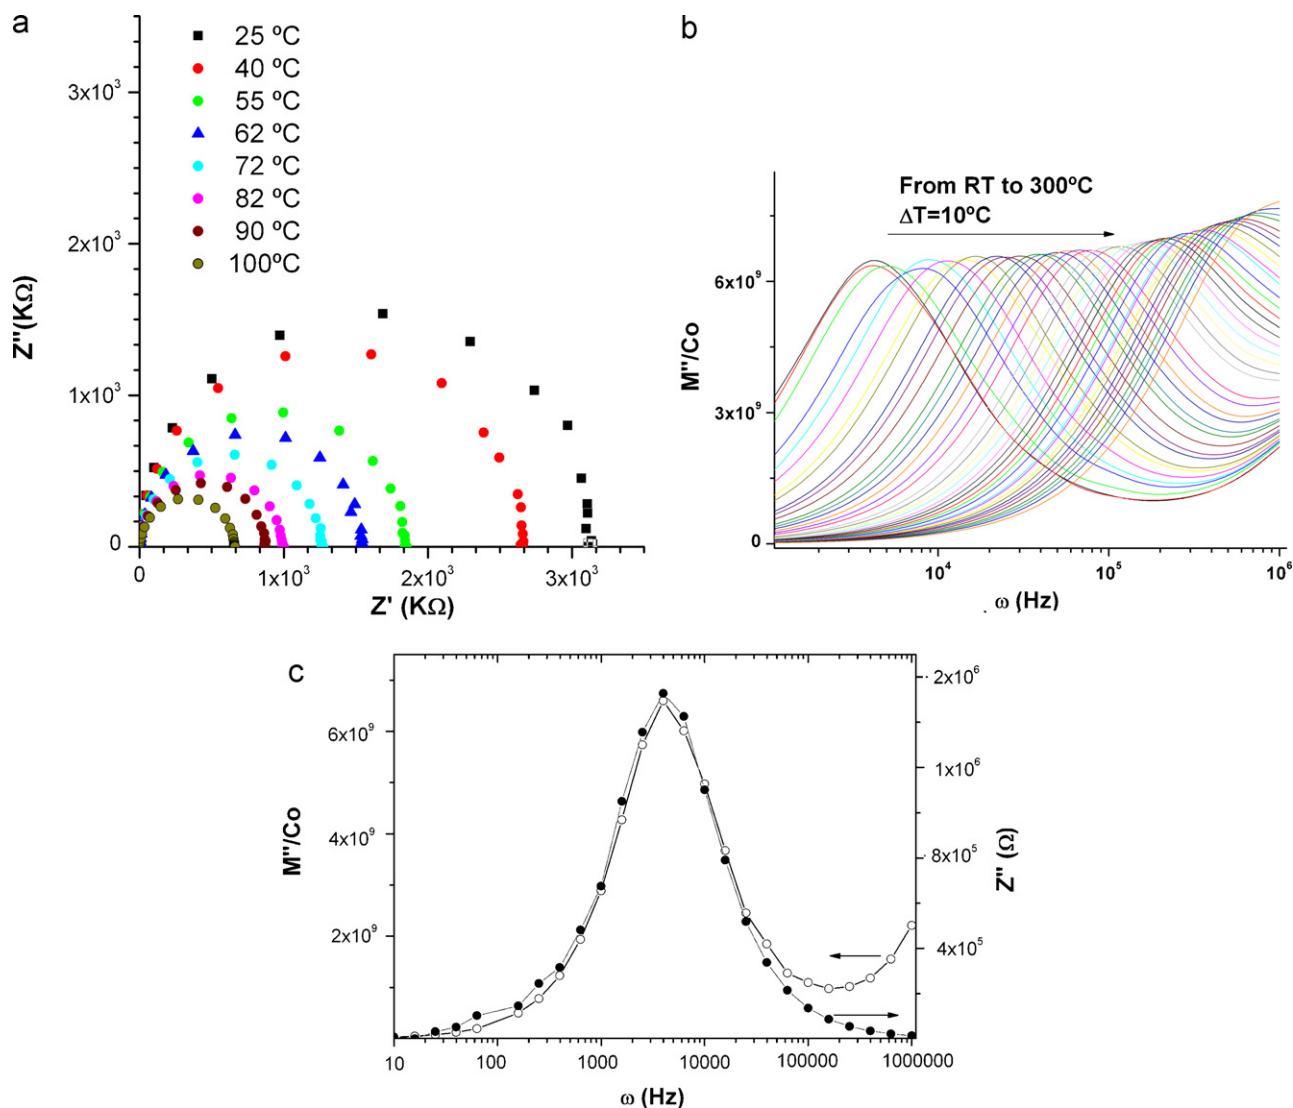 a
25 ºC
40 ºC
55 ºC
62 ºC
72 ºC
82 ºC
90 ºC
100ºC
3x10³
2x10³
1x10³
0
Z''(KΩ)
0 1x10³ 2x10³ 3x10³
Z' (KΩ)
b
From RT to 300ºC
ΔT=10ºC
6x10⁹
3x10⁹
0
M''/Co
10⁴ 10⁵ 10⁶
ω (Hz)
c
6x10⁹
4x10⁹
2x10⁹
M''/Co
2x10⁶
1x10⁶
8x10⁵
4x10⁵
Z'' (Ω)
10 100 1000 10000 100000 1000000
ω (Hz)